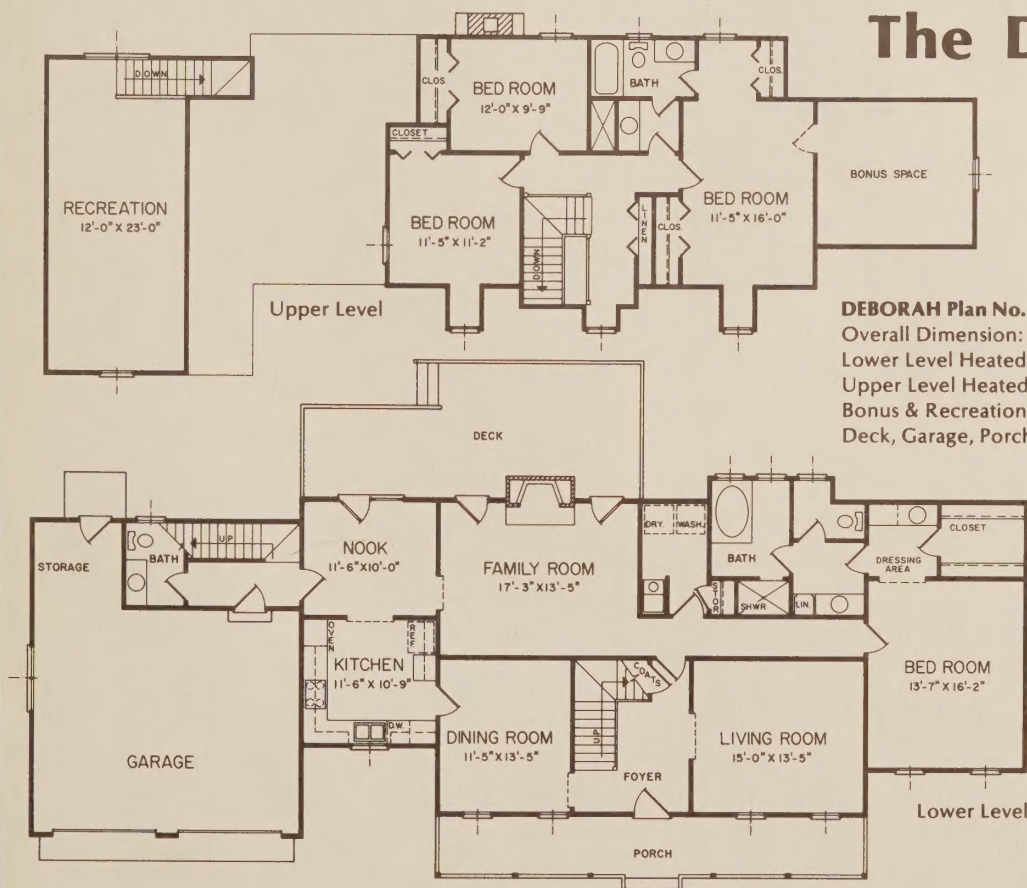 The D
DOWN
RECREATION
12'-0" X 23'-0"
CLOS.
BED ROOM
12'-0" X 9'-9"
BATH
CLOS.
CLOSET
BED ROOM
11'-5" X 11'-2"
DOWN
LINEN
CLOS.
BED ROOM
11'-5" X 16'-0"
BONUS SPACE
Upper Level
DEBORAH Plan No.
Overall Dimension:
Lower Level Heated
Upper Level Heated
Bonus & Recreation
Deck, Garage, Porch
DECK
STORAGE
BATH
UP
NOOK
11'-6" X 10'-0"
FAMILY ROOM
17'-3" X 13'-5"
DRY.
WASH.
STOR.
BATH
SHWR
LIN.
DRESSING
AREA
CLOSET
OVEN
REF.
KITCHEN
11'-6" X 10'-9"
D.W.
COATS
BED ROOM
13'-7" X 16'-2"
GARAGE
DINING ROOM
11'-5" X 13'-5"
UP
FOYER
LIVING ROOM
15'-0" X 13'-5"
Lower Level
PORCH